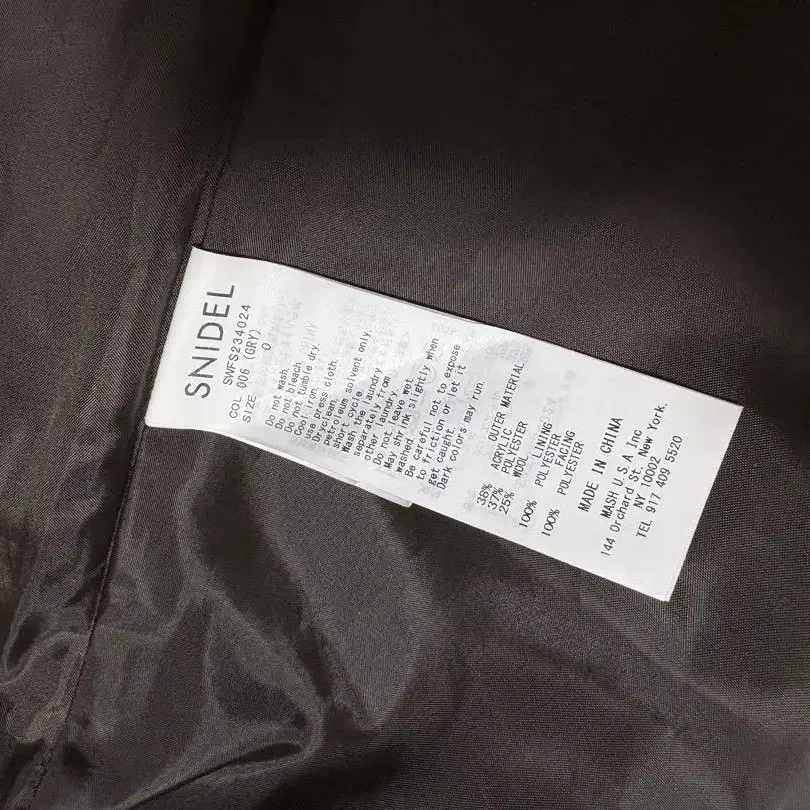 SNIDEL
SWFS234024
COL 006 (GRY)
SIZE 0
Do not wash
Do not bleach
Do not tumble dry.
Cool iron.
use press cloth.
Dryclean
petroleum solvent only.
short cycle.
Wash the laundry
separately from
other laundry.
Do not leave wet
May shrink slightly when
washed.
Be careful not to expose
to friction or let it
get caught.
Dark colors may run.
OUTER MATERIAL
38% ACRYLIC
37% POLYESTER
25% WOOL
LINING
100% POLYESTER
FACING
100% POLYESTER
MADE IN CHINA
MASH U.S.A. Inc
144 Orchard St. New York.
NY 10002
TEL 917 409 5520